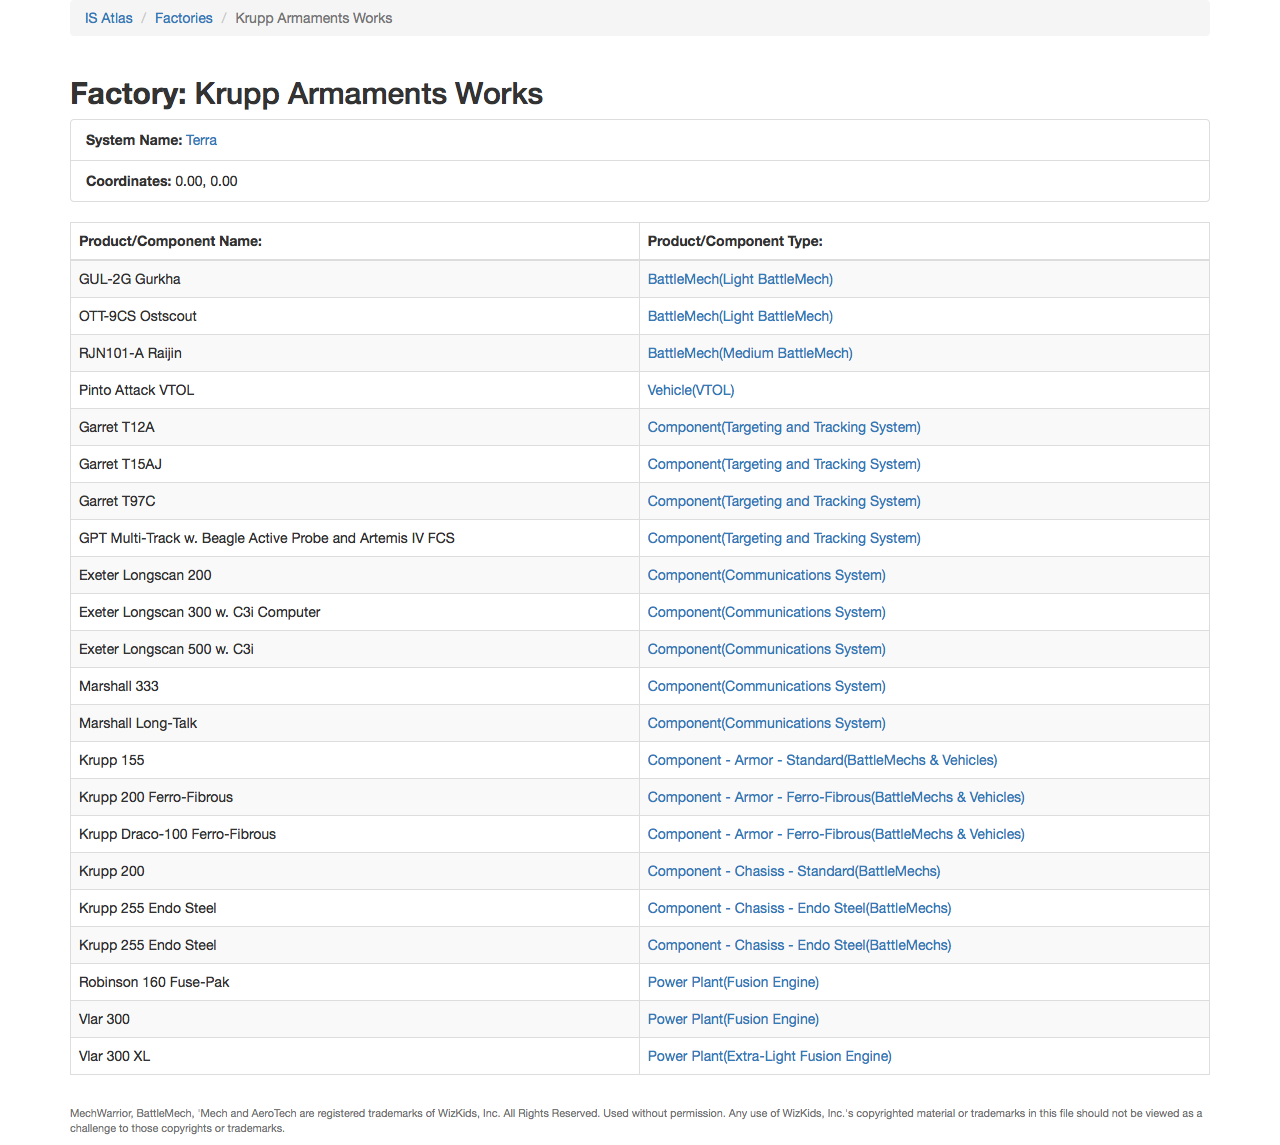 IS Atlas / Factories / Krupp Armaments Works
Factory: Krupp Armaments Works
System Name: Terra
Coordinates: 0.00, 0.00
Product/Component Name: Product/Component Type:
GUL-2G Gurkha BattleMech(Light BattleMech)
OTT-9CS Ostscout BattleMech(Light BattleMech)
RJN101-A Raijin BattleMech(Medium BattleMech)
Pinto Attack VTOL Vehicle(VTOL)
Garret T12A Component(Targeting and Tracking System)
Garret T15AJ Component(Targeting and Tracking System)
Garret T97C Component(Targeting and Tracking System)
GPT Multi-Track w. Beagle Active Probe and Artemis IV FCS Component(Targeting and Tracking System)
Exeter Longscan 200 Component(Communications System)
Exeter Longscan 300 w. C3i Computer Component(Communications System)
Exeter Longscan 500 w. C3i Component(Communications System)
Marshall 333 Component(Communications System)
Marshall Long-Talk Component(Communications System)
Krupp 155 Component - Armor - Standard(BattleMechs & Vehicles)
Krupp 200 Ferro-Fibrous Component - Armor - Ferro-Fibrous(BattleMechs & Vehicles)
Krupp Draco-100 Ferro-Fibrous Component - Armor - Ferro-Fibrous(BattleMechs & Vehicles)
Krupp 200 Component - Chasiss - Standard(BattleMechs)
Krupp 255 Endo Steel Component - Chasiss - Endo Steel(BattleMechs)
Krupp 255 Endo Steel Component - Chasiss - Endo Steel(BattleMechs)
Robinson 160 Fuse-Pak Power Plant(Fusion Engine)
Vlar 300 Power Plant(Fusion Engine)
Vlar 300 XL Power Plant(Extra-Light Fusion Engine)
MechWarrior, BattleMech, 'Mech and AeroTech are registered trademarks of WizKids, Inc. All Rights Reserved. Used without permission. Any use of WizKids, Inc.'s copyrighted material or trademarks in this file should not be viewed as a
challenge to those copyrights or trademarks.